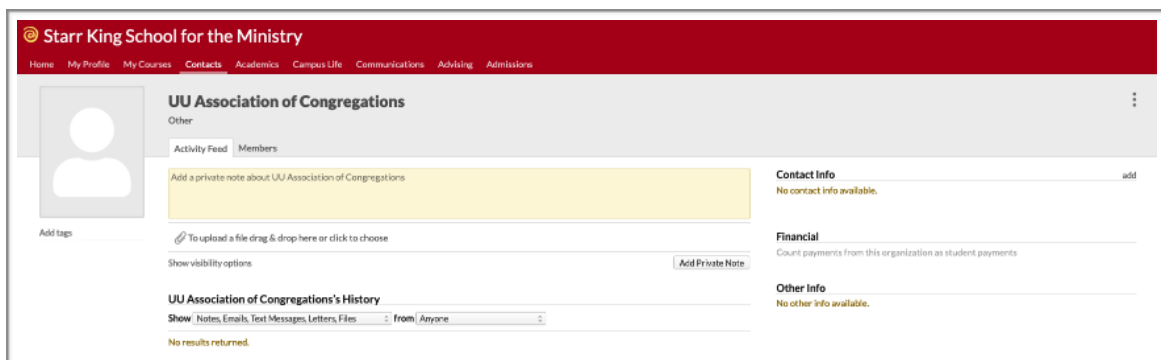 Starr King School for the Ministry
Home My Profile My Courses Contacts Academics Campus Life Communications Advising Admissions
UU Association of Congregations
Other
Activity Feed Members
Add a private note about UU Association of Congregations
Add tags
To upload a file drag & drop here or click to choose
Show visibility options Add Private Note
UU Association of Congregations's History
Show Notes, Emails, Text Messages, Letters, Files from Anyone
No results returned.
Contact Info add
No contact info available.
Financial
Count payments from this organization as student payments
Other Info
No other info available.